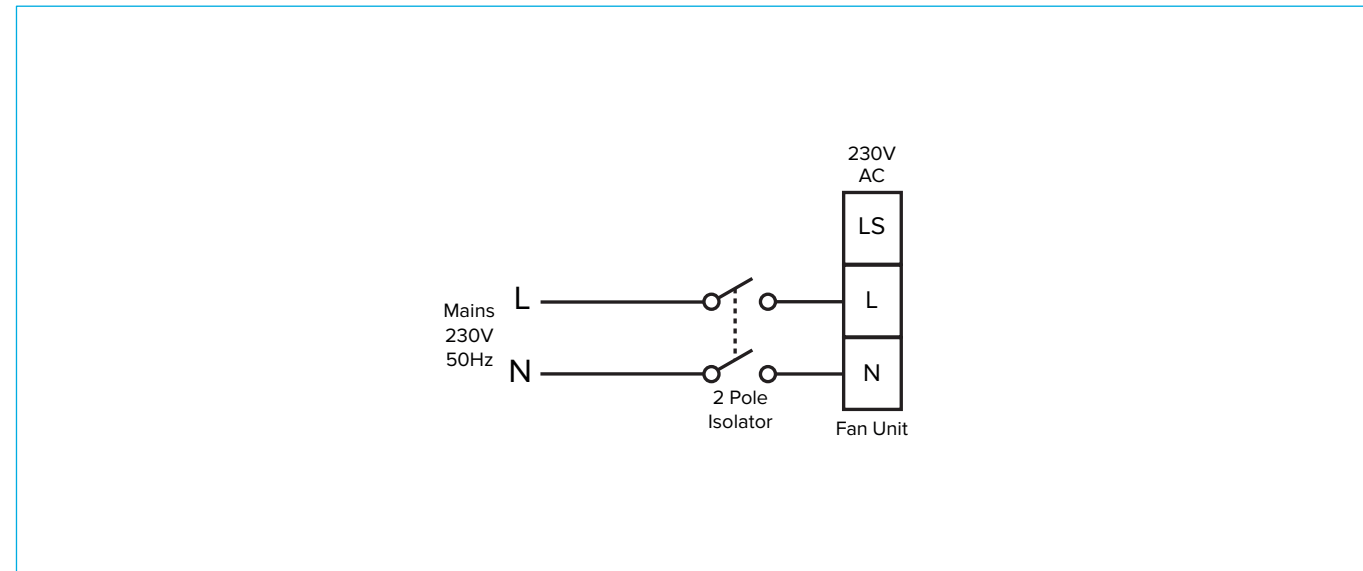 230V
AC
LS
L
L
Mains
230V
50Hz
N
N
2 Pole
Isolator
Fan Unit